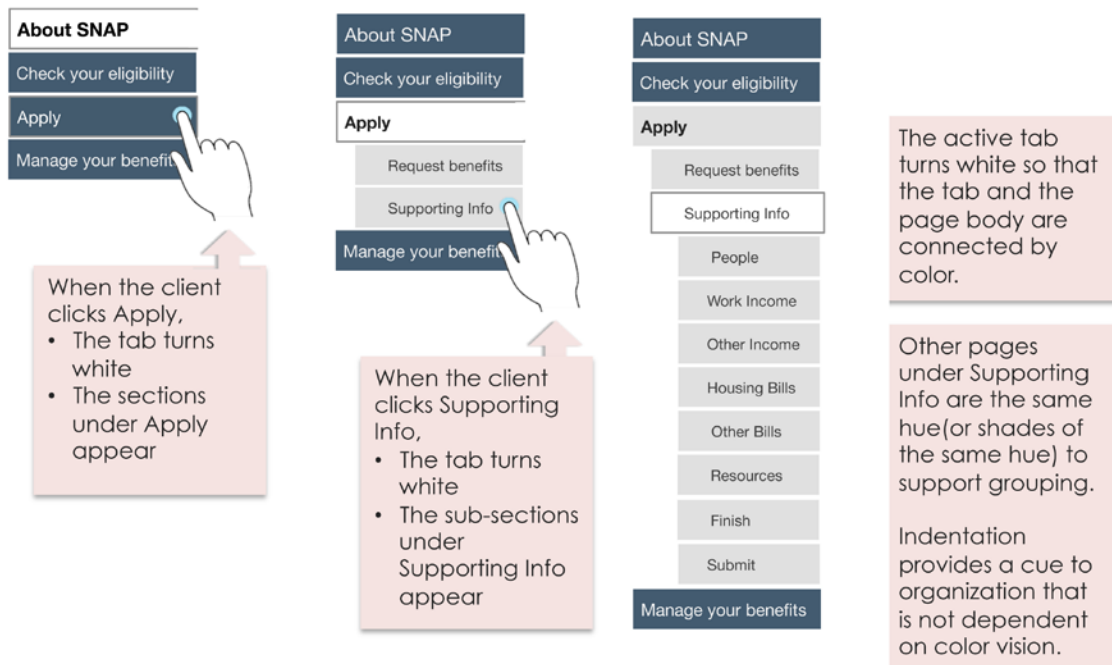 About SNAP
Check your eligibility
Apply
Manage your benefit
When the client
clicks Apply,
• The tab turns
white
• The sections
under Apply
appear
About SNAP
Check your eligibility
Apply
Request benefits
Supporting Info
Manage your benefit
When the client
clicks Supporting
Info,
• The tab turns
white
• The sub-sections
under
Supporting Info
appear
About SNAP
Check your eligibility
Apply
Request benefits
Supporting Info
People
Work Income
Other Income
Housing Bills
Other Bills
Resources
Finish
Submit
Manage your benefits
The active tab
turns white so that
the tab and the
page body are
connected by
color.
Other pages
under Supporting
Info are the same
hue(or shades of
the same hue) to
support grouping.
Indentation
provides a cue to
organization that
is not dependent
on color vision.